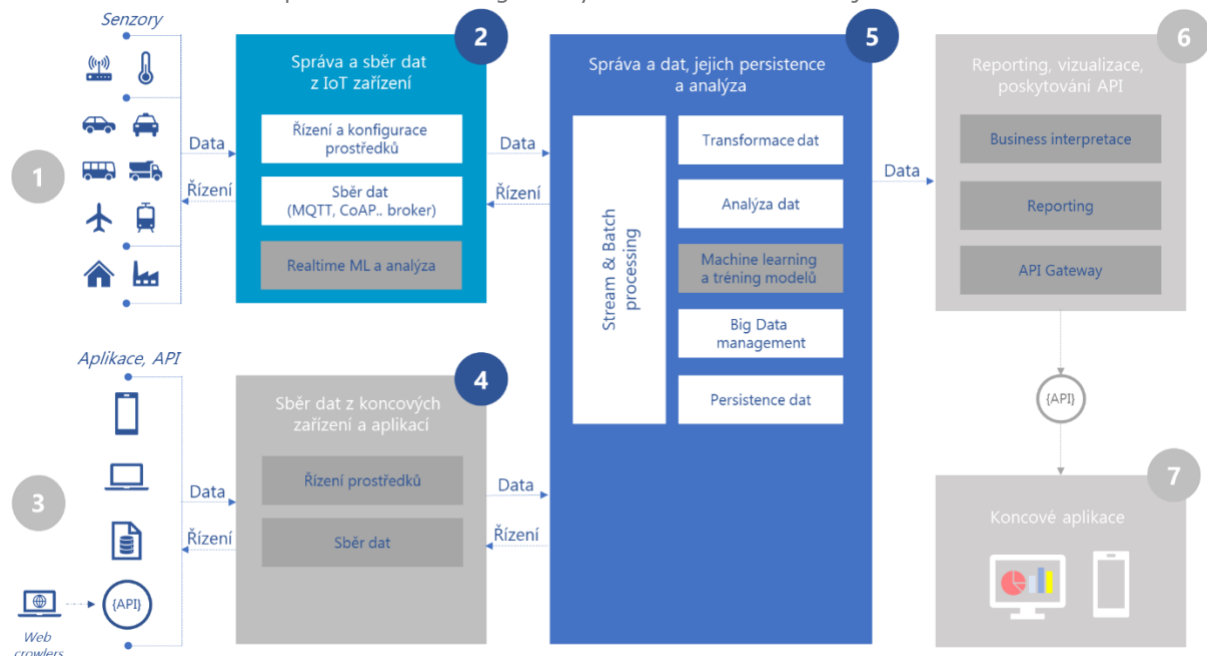 Senzory
1
Data
Řízení
2
Správa a sběr dat
z IoT zařízení
Řízení a konfigurace
prostředků
Sběr dat
(MQTT, CoAP.. broker)
Realtime ML a analýza
Data
Řízení
5
Správa a dat, jejich persistence
a analýza
Stream & Batch
processing
Transformace dat
Analýza dat
Machine learning
a tréning modelů
Big Data
management
Persistence dat
Data
6
Reporting, vizualizace,
poskytování API
Business interpretace
Reporting
API Gateway
{API}
Aplikace, API
3
{API}
Web
crowlers
Data
Řízení
4
Sběr dat z koncových
zařízení a aplikací
Řízení prostředků
Sběr dat
Data
Řízení
7
Koncové aplikace